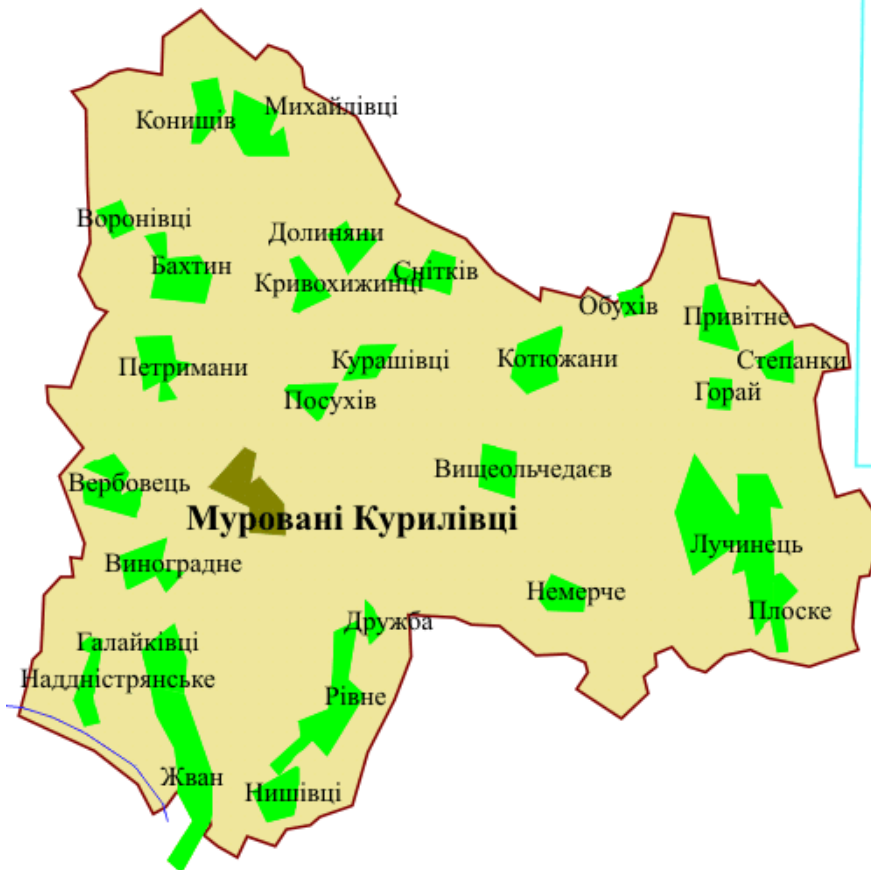 Михайлівці
Конищів
Воронівці
Долиняни
Бахтин
Снітків
Кривохижинці
Обухів
Привітне
Курашівці
Котюжани
Степанки
Петримани
Горай
Посухів
Вищеольчедаєв
Вербовець
Муровані Курилівці
Лучинець
Виноградне
Немерче
Плоске
Дружба
Галайківці
Наддністрянське
Рівне
Жван
Нишівці